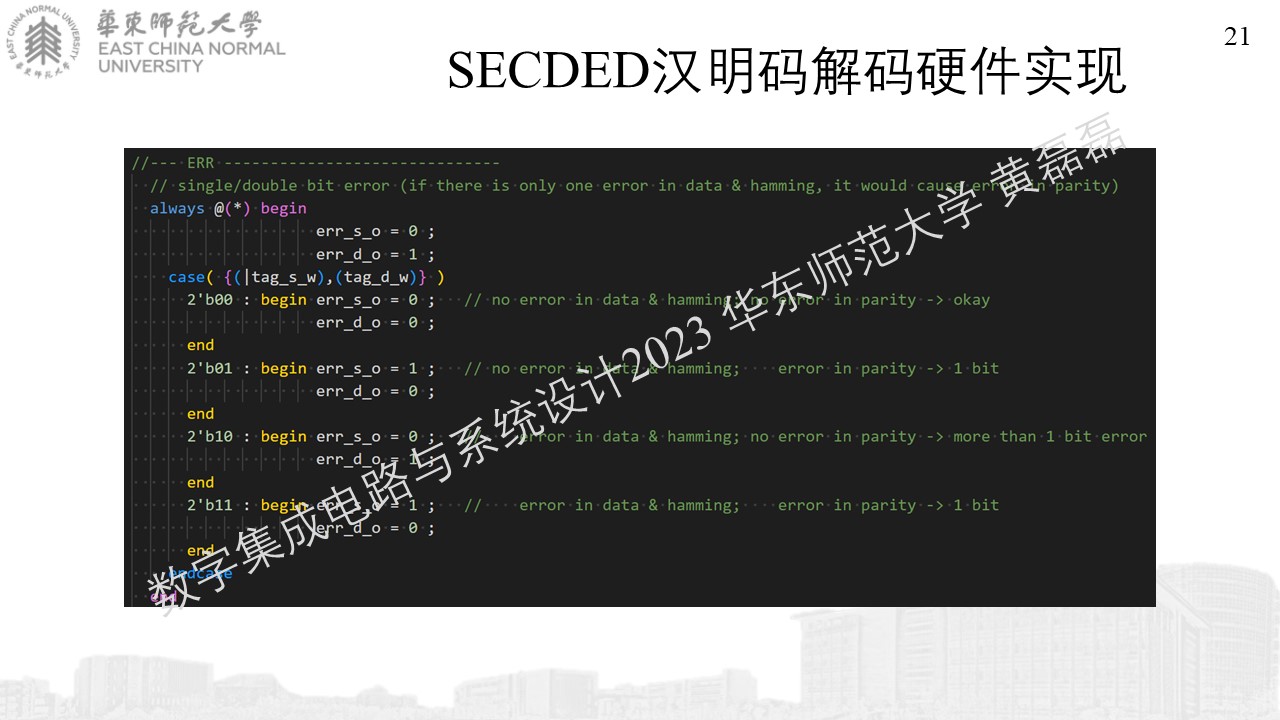 華東師範大學
EAST CHINA NORMAL
UNIVERSITY
21
SECDED汉明码解码硬件实现
//--- ERR ------------------------------
// single/double bit error (if there is only one error in data & hamming, it would cause error in parity)
always @(*) begin
err_s_o = 0 ;
err_d_o = 1 ;
case( {(|tag_s_w),(tag_d_w)} )
2'b00 : begin err_s_o = 0 ; // no error in data & hamming; no error in parity -> okay
err_d_o = 0 ;
end
2'b01 : begin err_s_o = 1 ; // no error in data & hamming; error in parity -> 1 bit
err_d_o = 0 ;
end
2'b10 : begin err_s_o = 0 ; // error in data & hamming; no error in parity -> more than 1 bit error
err_d_o = 1 ;
end
2'b11 : begin err_s_o = 1 ; // error in data & hamming; error in parity -> 1 bit
err_d_o = 0 ;
end
endcase
end
数字集成电路与系统设计2023 华东师范大学 黄磊磊